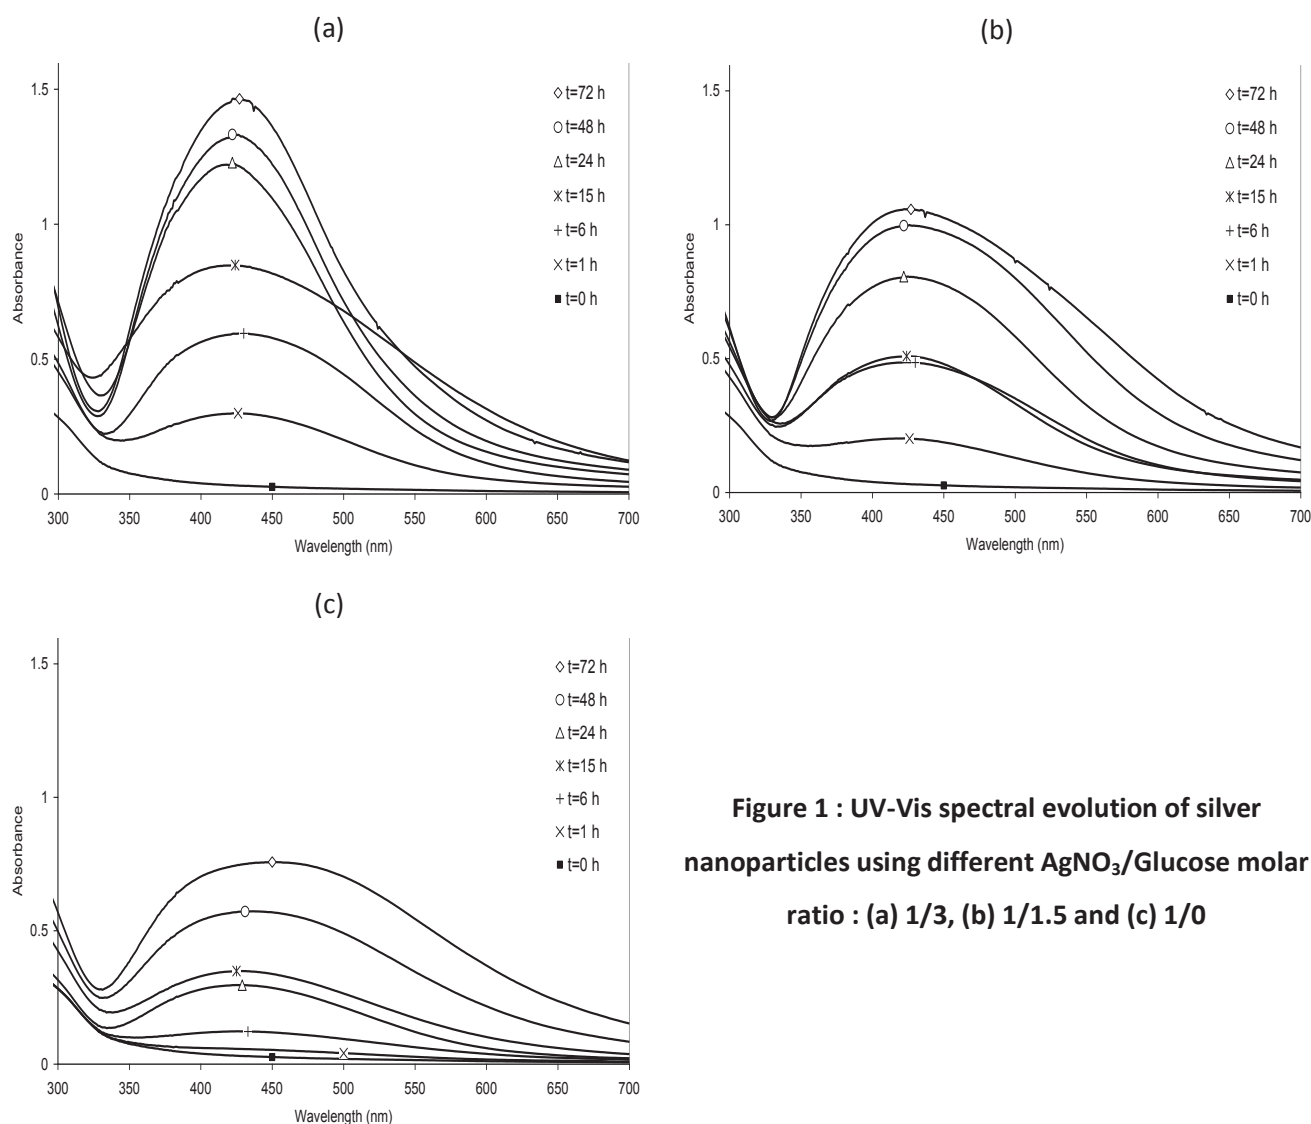 (a)
1.5
1
0.5
0
Absorbance
300 350 400 450 500 550 600 650 700
Wavelength (nm)
t=72 h
t=48 h
t=24 h
t=15 h
t=6 h
t=1 h
t=0 h
(b)
1.5
1
0.5
0
Absorbance
300 350 400 450 500 550 600 650 700
Wavelength (nm)
t=72 h
t=48 h
t=24 h
t=15 h
t=6 h
t=1 h
t=0 h
(c)
1.5
1
0.5
0
Absorbance
300 350 400 450 500 550 600 650 700
Wavelength (nm)
t=72 h
t=48 h
t=24 h
t=15 h
t=6 h
t=1 h
t=0 h
Figure 1 : UV-Vis spectral evolution of silver
nanoparticles using different AgNO₃/Glucose molar
ratio : (a) 1/3, (b) 1/1.5 and (c) 1/0